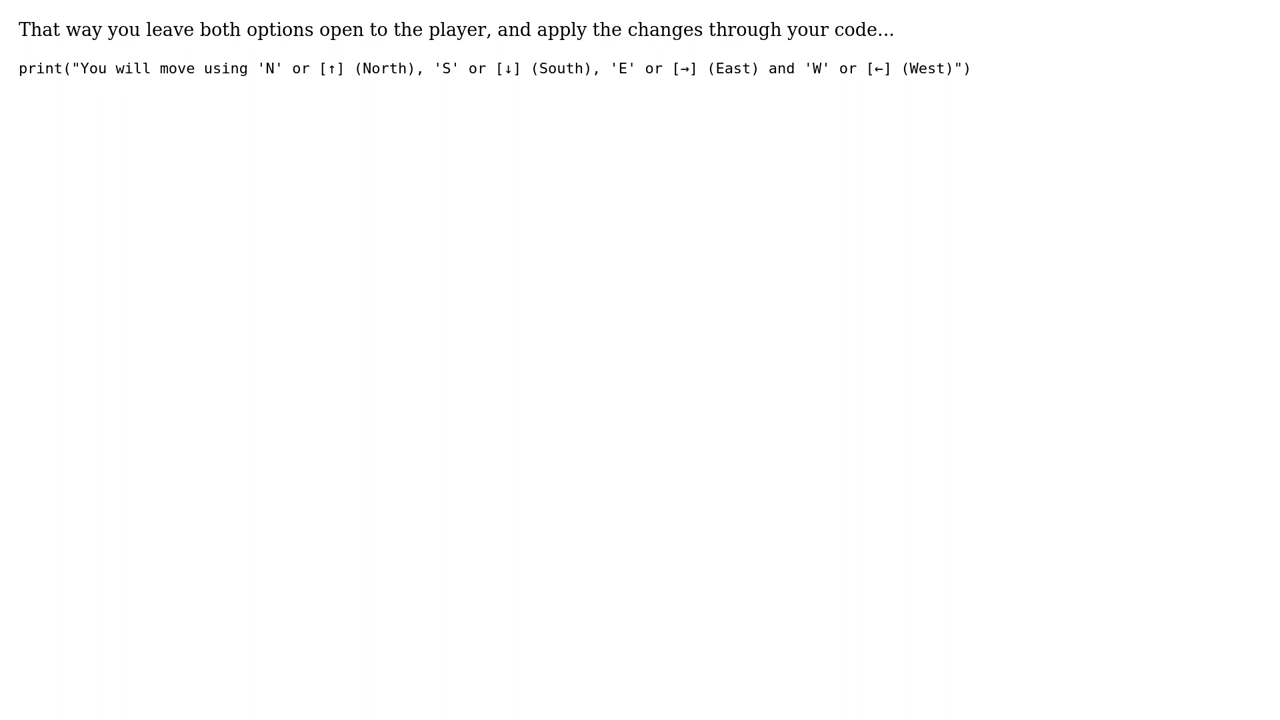 That way you leave both options open to the player, and apply the changes through your code...
print("You will move using 'N' or [↑] (North), 'S' or [↓] (South), 'E' or [→] (East) and 'W' or [←] (West)")